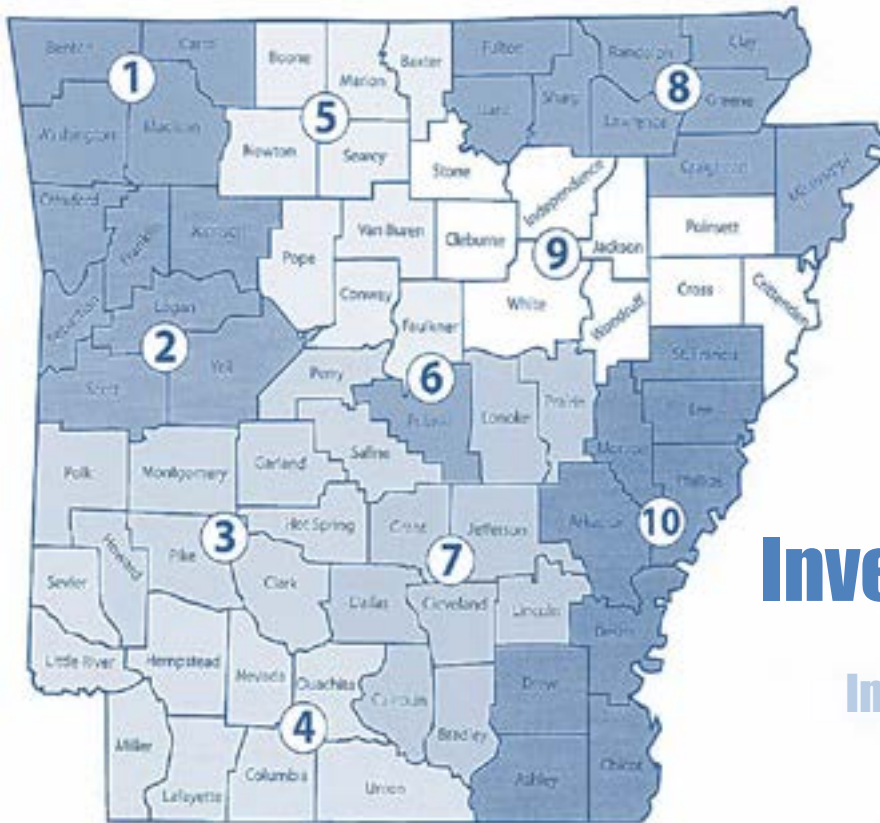 Benton
Carroll
Boone
Marion
Baxter
Fulton
Randolph
Clay
1
5
8
Izard
Sharp
Lawrence
Greene
Washington
Madison
Newton
Searcy
Stone
Independence
Craighead
Mississippi
Crawford
Franklin
Johnson
Pope
Van Buren
Cleburne
9
Jackson
Poinsett
Sebastian
Logan
Conway
Faulkner
White
Woodruff
Cross
Crittenden
2
Scott
Yell
Perry
6
Pulaski
Lonoke
Prairie
St. Francis
Lee
Monroe
Phillips
Polk
Montgomery
Garland
Saline
3
Hot Spring
Grant
Jefferson
7
Arkansas
10
Howard
Pike
Inve
Sevier
Clark
Dallas
Cleveland
Lincoln
Desha
Little River
Hempstead
Nevada
Ouachita
Calhoun
Bradley
Drew
In
4
Miller
Lafayette
Columbia
Union
Ashley
Chicot